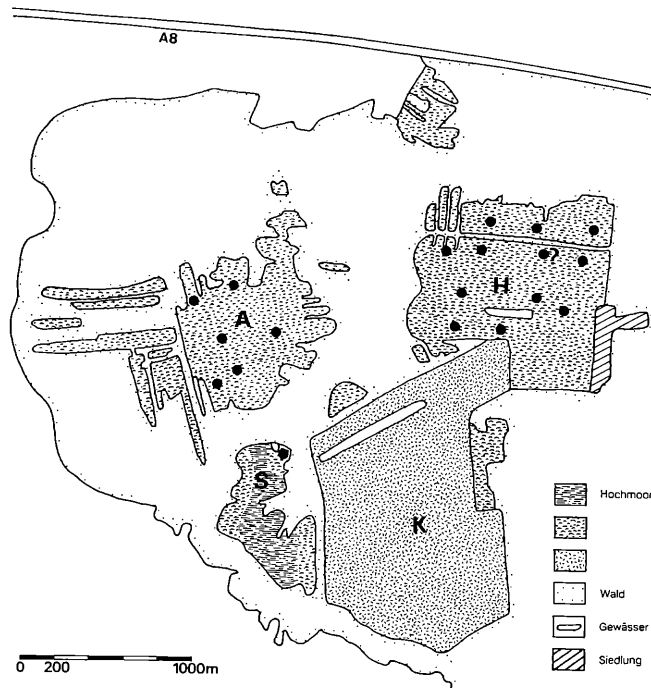 A8
H
?
A
S
K
Hochmoor
Wald
Gewässer
Siedlung
0 200 1000m